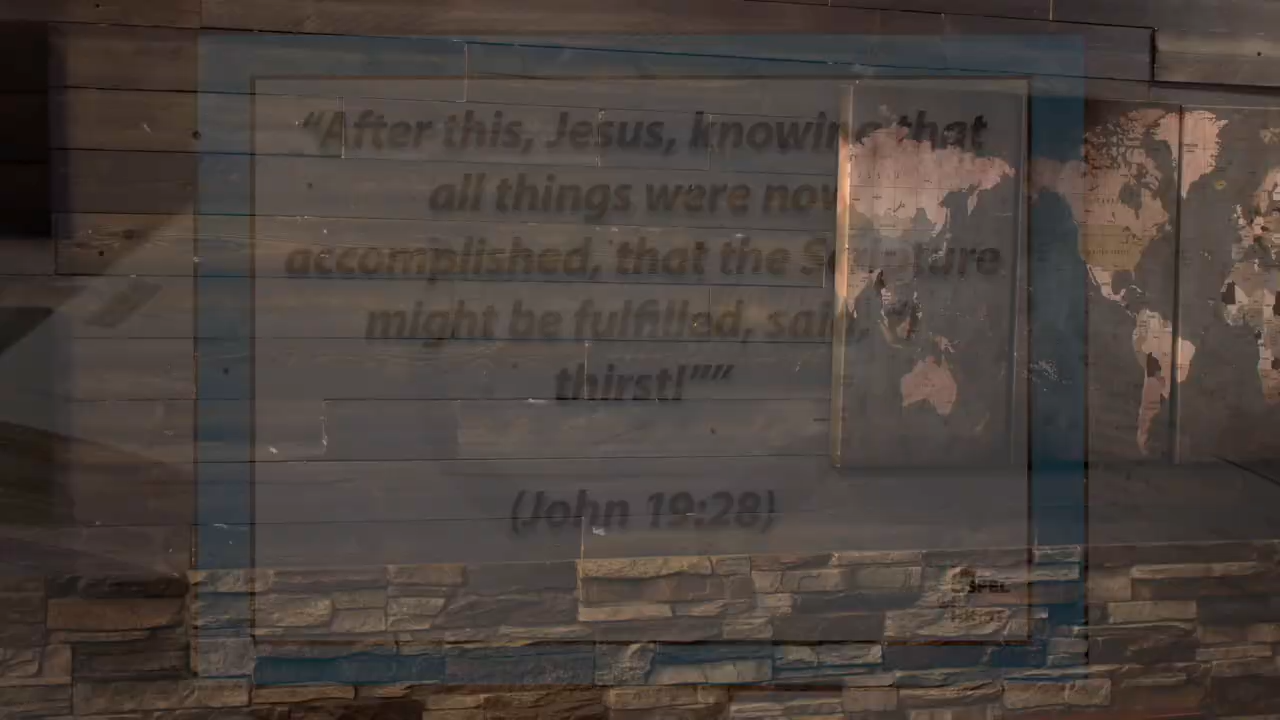 “After this, Jesus, knowing that
all things were now
accomplished, that the Scripture
might be fulfilled, said, “I
thirst!”“
(John 19:28)